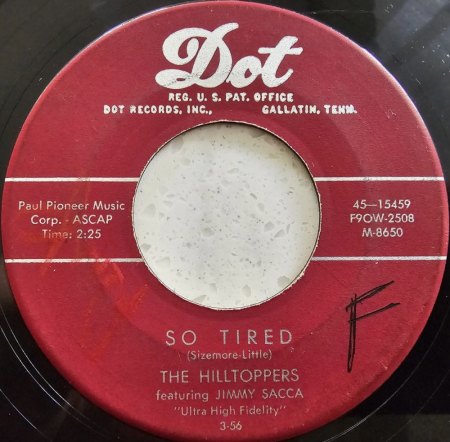 Dot
REG. U. S. PAT. OFFICE
DOT RECORDS, INC., GALLATIN, TENN.
Paul Pioneer Music
Corp. - ASCAP
Time: 2:25
45—15459
F9OW-2508
M-8650
F
SO TIRED
(Sizemore-Little)
THE HILLTOPPERS
featuring JIMMY SACCA
"Ultra High Fidelity"
3-56